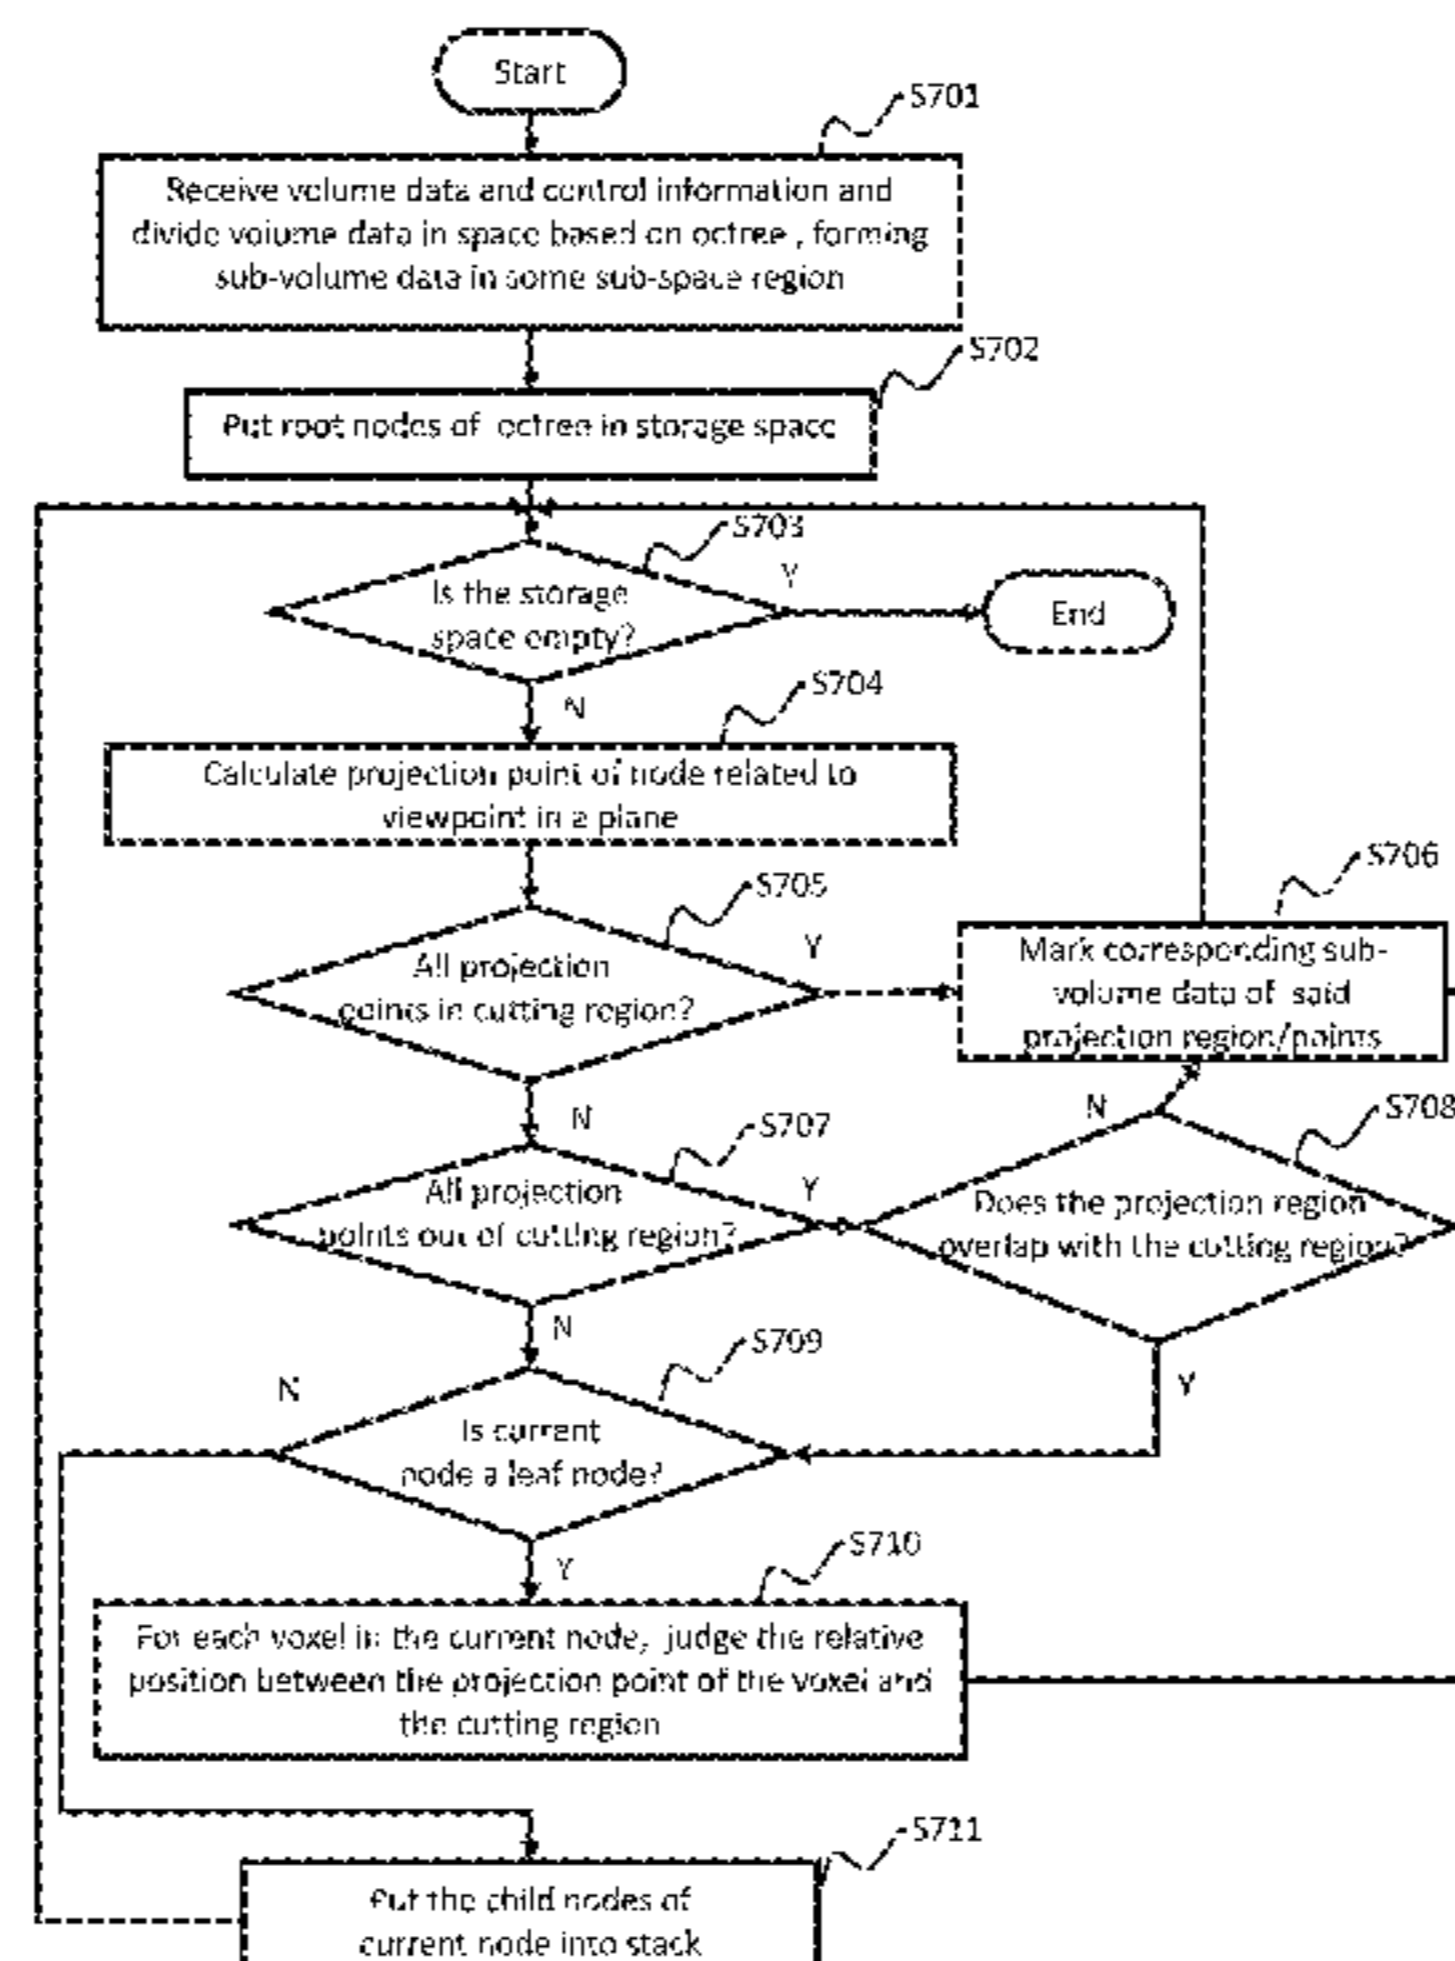 Start
S701
Receive volume data and control information and
divide volume data in space based on octree , forming
sub-volume data in some sub-space region
S702
Put root nodes of octree in storage space
S703
Y
Is the storage
space empty?
End
N
S704
Calculate projection point of node related to
viewpoint in a plane
S705
Y
All projection
points in cutting region?
S706
Mark corresponding sub-
volume data of said
projection region/points
N
S707
Y
All projection
points out of cutting region?
N
S708
Does the projection region
overlap with the cutting region?
N
Y
S709
N
Is current
node a leaf node?
Y
S710
For each voxel in the current node, judge the relative
position between the projection point of the voxel and
the cutting region
S711
Put the child nodes of
current node into stack